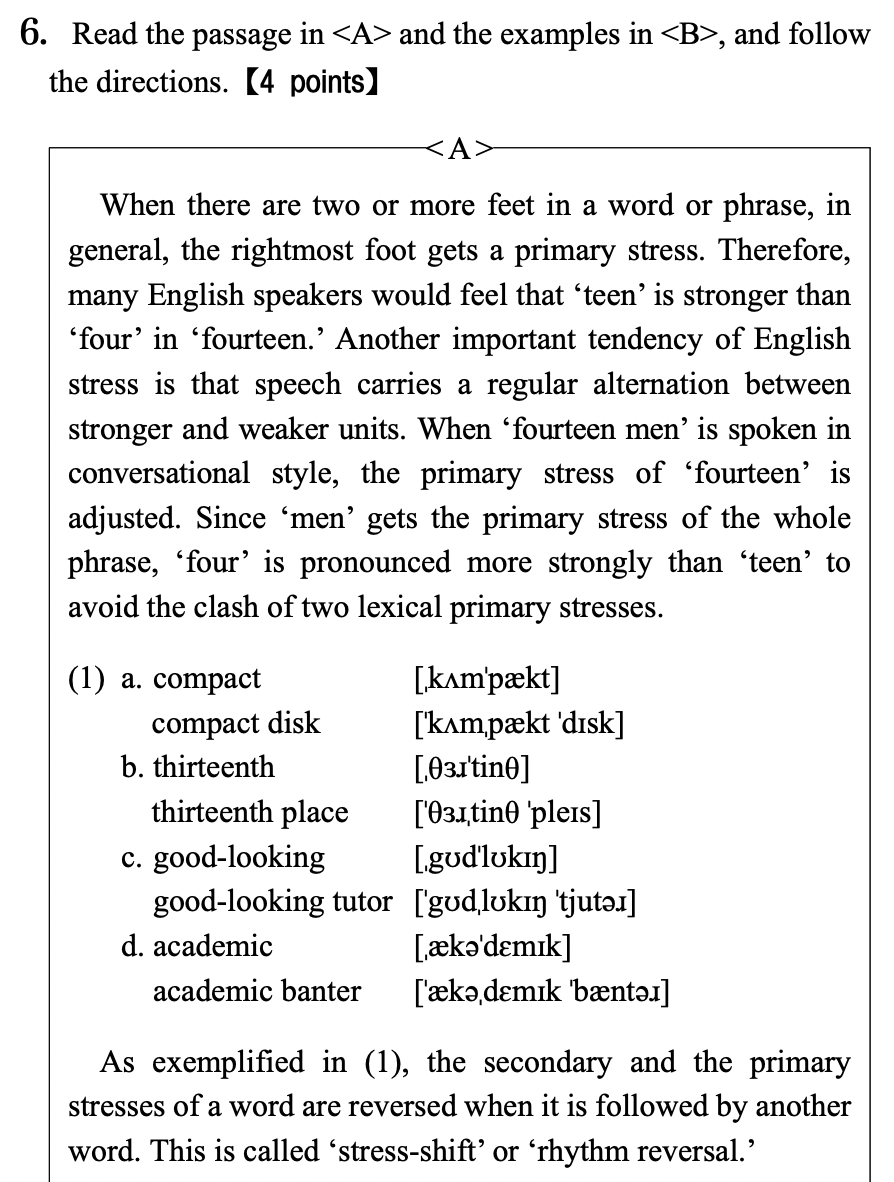 6. Read the passage in <A> and the examples in <B>, and follow
the directions. 【4 points】
<A>
When there are two or more feet in a word or phrase, in
general, the rightmost foot gets a primary stress. Therefore,
many English speakers would feel that ‘teen’ is stronger than
‘four’ in ‘fourteen.’ Another important tendency of English
stress is that speech carries a regular alternation between
stronger and weaker units. When ‘fourteen men’ is spoken in
conversational style, the primary stress of ‘fourteen’ is
adjusted. Since ‘men’ gets the primary stress of the whole
phrase, ‘four’ is pronounced more strongly than ‘teen’ to
avoid the clash of two lexical primary stresses.
(1) a. compact [ˌkʌmˈpækt]
compact disk [ˈkʌmˌpækt ˈdɪsk]
b. thirteenth [ˌθɜɹˈtinθ]
thirteenth place [ˈθɜɹˌtinθ ˈpleɪs]
c. good-looking [ˌgʊdˈlʊkɪŋ]
good-looking tutor [ˈgʊdˌlʊkɪŋ ˈtjutəɹ]
d. academic [ˌækəˈdɛmɪk]
academic banter [ˈækəˌdɛmɪk ˈbæntəɹ]
As exemplified in (1), the secondary and the primary
stresses of a word are reversed when it is followed by another
word. This is called ‘stress-shift’ or ‘rhythm reversal.’